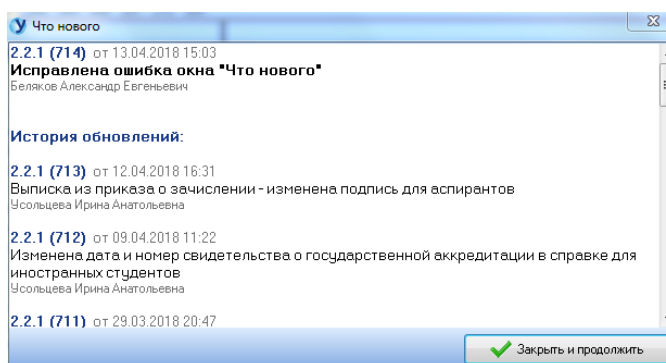 Что нового
2.2.1 (714) от 13.04.2018 15:03
Исправлена ошибка окна "Что нового"
Беляков Александр Евгеньевич
История обновлений:
2.2.1 (713) от 12.04.2018 16:31
Выписка из приказа о зачислении - изменена подпись для аспирантов
Усольцева Ирина Анатольевна
2.2.1 (712) от 09.04.2018 11:22
Изменена дата и номер свидетельства о государственной аккредитации в справке для
иностранных студентов
Усольцева Ирина Анатольевна
2.2.1 (711) от 29.03.2018 20:47
Закрыть и продолжить